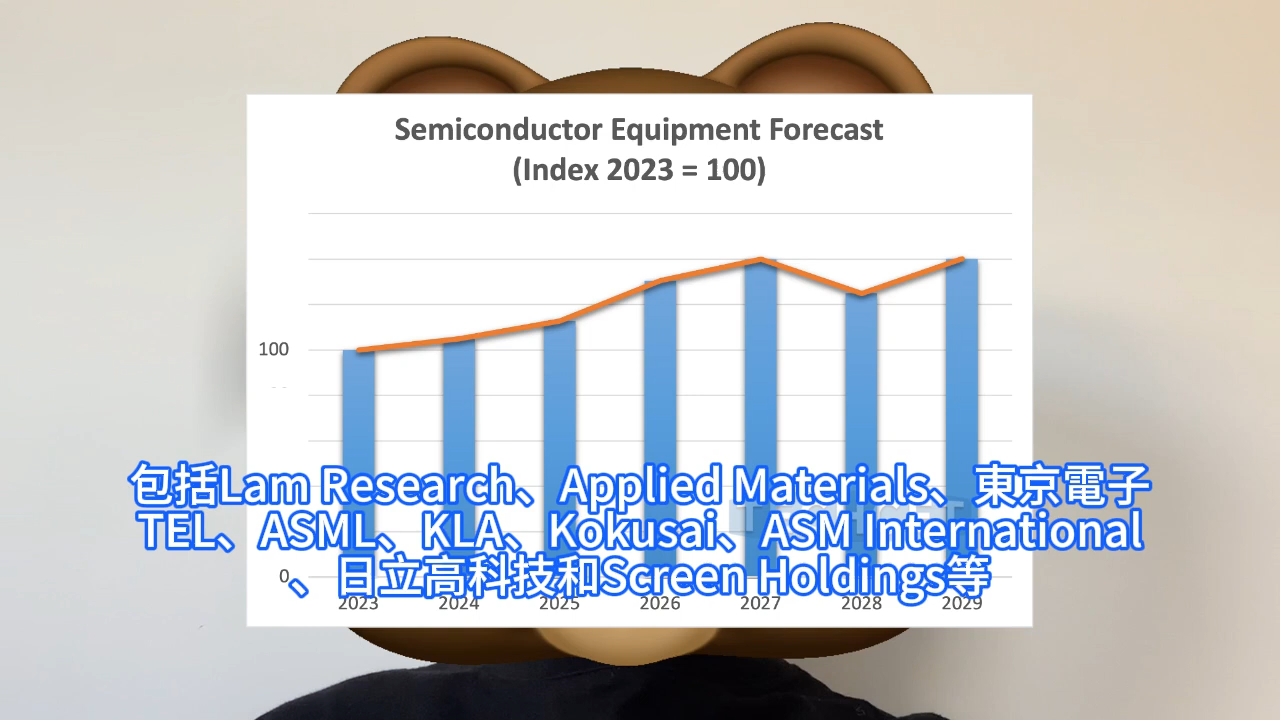 Semiconductor Equipment Forecast
(Index 2023 = 100)
100
包括Lam Research、Applied Materials、東京電子
TEL、ASML、KLA、Kokusai、ASM International
0
、日立高科技和Screen Holdings等
2023 2024 2025 2026 2027 2028 2029